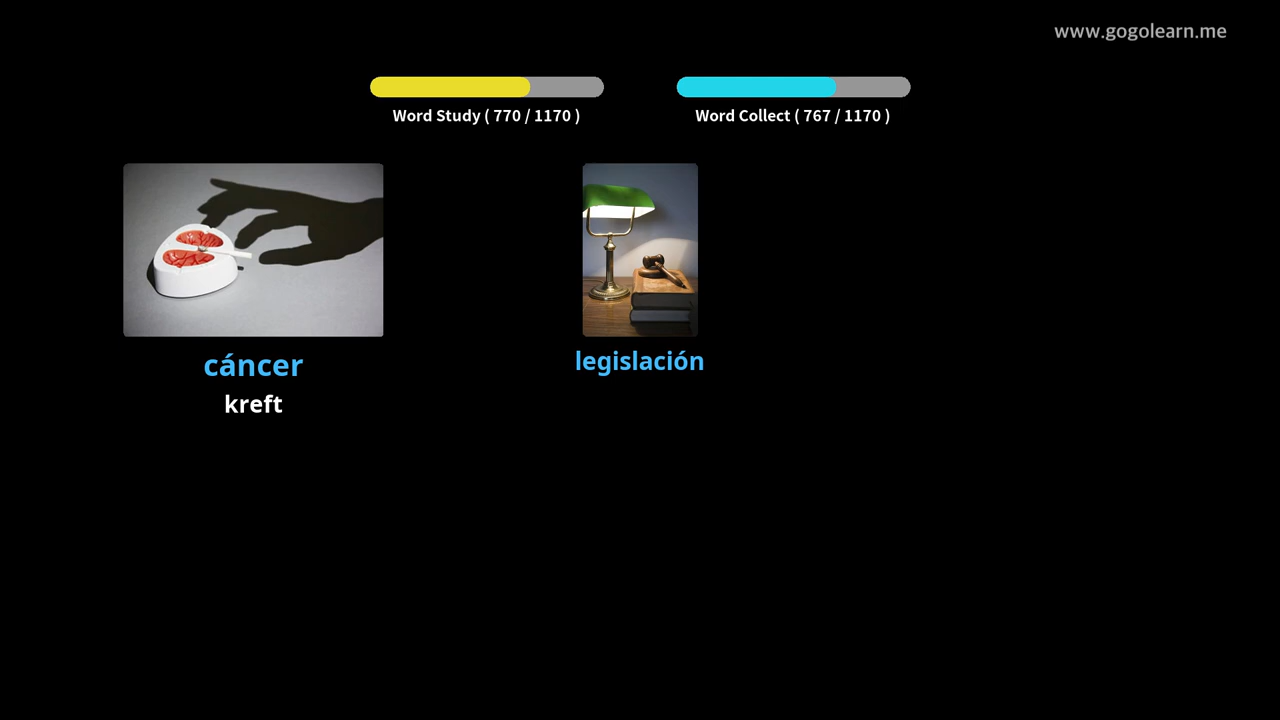 www.gogolearn.me
Word Study ( 770 / 1170 )
Word Collect ( 767 / 1170 )
cáncer
kreft
legislación